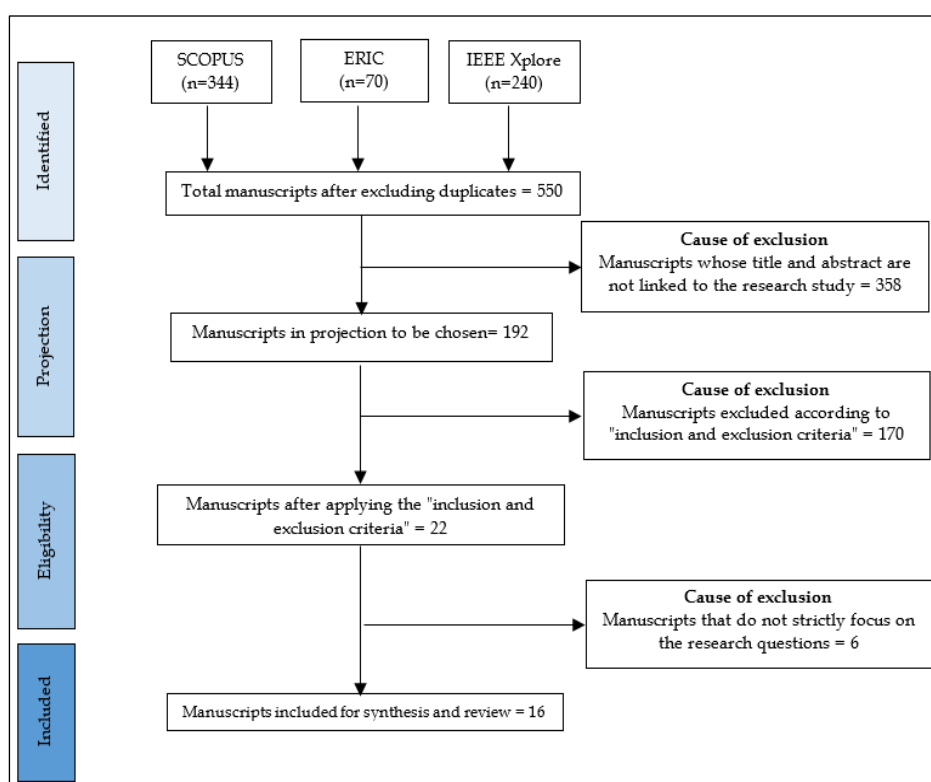 SCOPUS
(n=344)
ERIC
(n=70)
IEEE Xplore
(n=240)
Identified
Total manuscripts after excluding duplicates = 550
Cause of exclusion
Manuscripts whose title and abstract are
not linked to the research study = 358
Projection
Manuscripts in projection to be chosen= 192
Cause of exclusion
Manuscripts excluded according to
"inclusion and exclusion criteria" = 170
Eligibility
Manuscripts after applying the "inclusion and
exclusion criteria" = 22
Cause of exclusion
Manuscripts that do not strictly focus on
the research questions = 6
Included
Manuscripts included for synthesis and review = 16